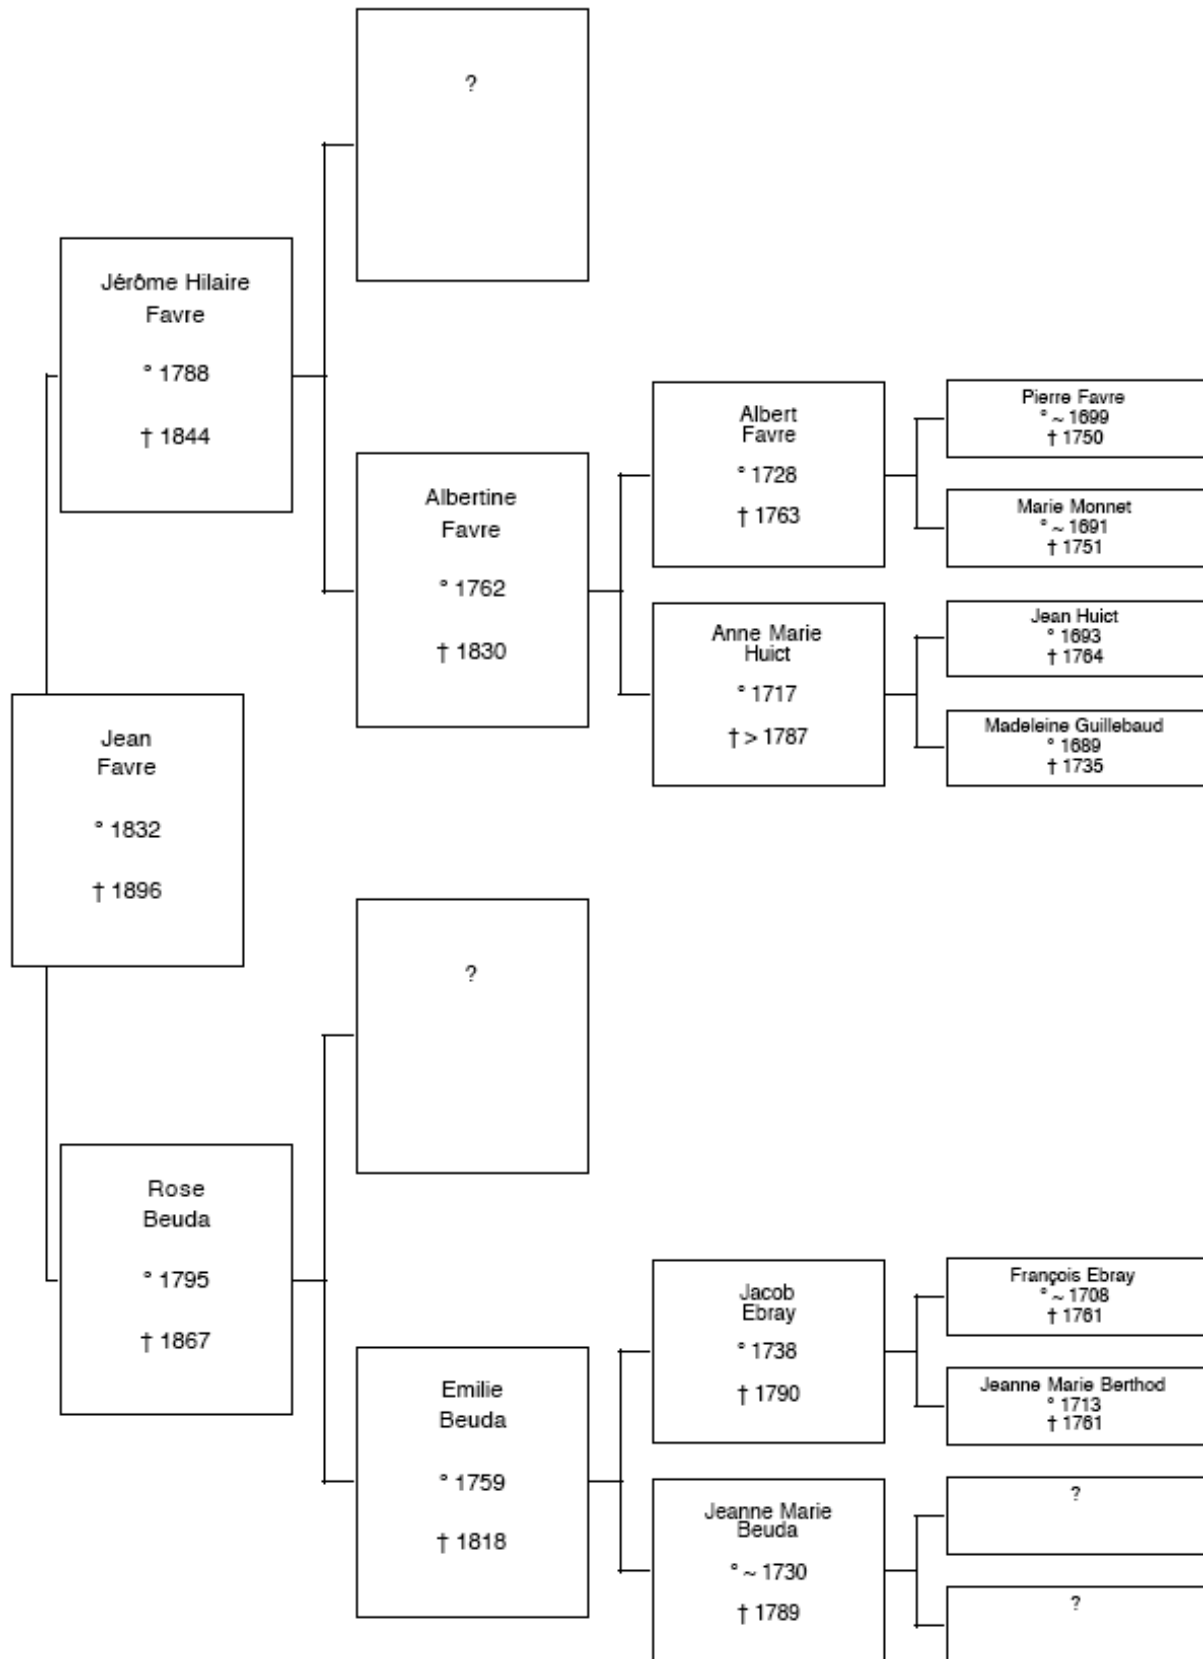 ?
Jérôme Hilaire
Favre
° 1788
† 1844
Albertine
Favre
° 1762
† 1830
Albert
Favre
° 1728
† 1763
Pierre Favre
° ~ 1699
† 1750
Marie Monnet
° ~ 1691
† 1751
Anne Marie
Huict
° 1717
† > 1787
Jean Huict
° 1693
† 1764
Madeleine Guillebaud
° 1689
† 1735
Jean
Favre
° 1832
† 1896
?
Rose
Beuda
° 1795
† 1867
Emilie
Beuda
° 1759
† 1818
Jacob
Ebray
° 1738
† 1790
François Ebray
° ~ 1708
† 1761
Jeanne Marie Berthod
° 1713
† 1761
Jeanne Marie
Beuda
° ~ 1730
† 1789
?
?